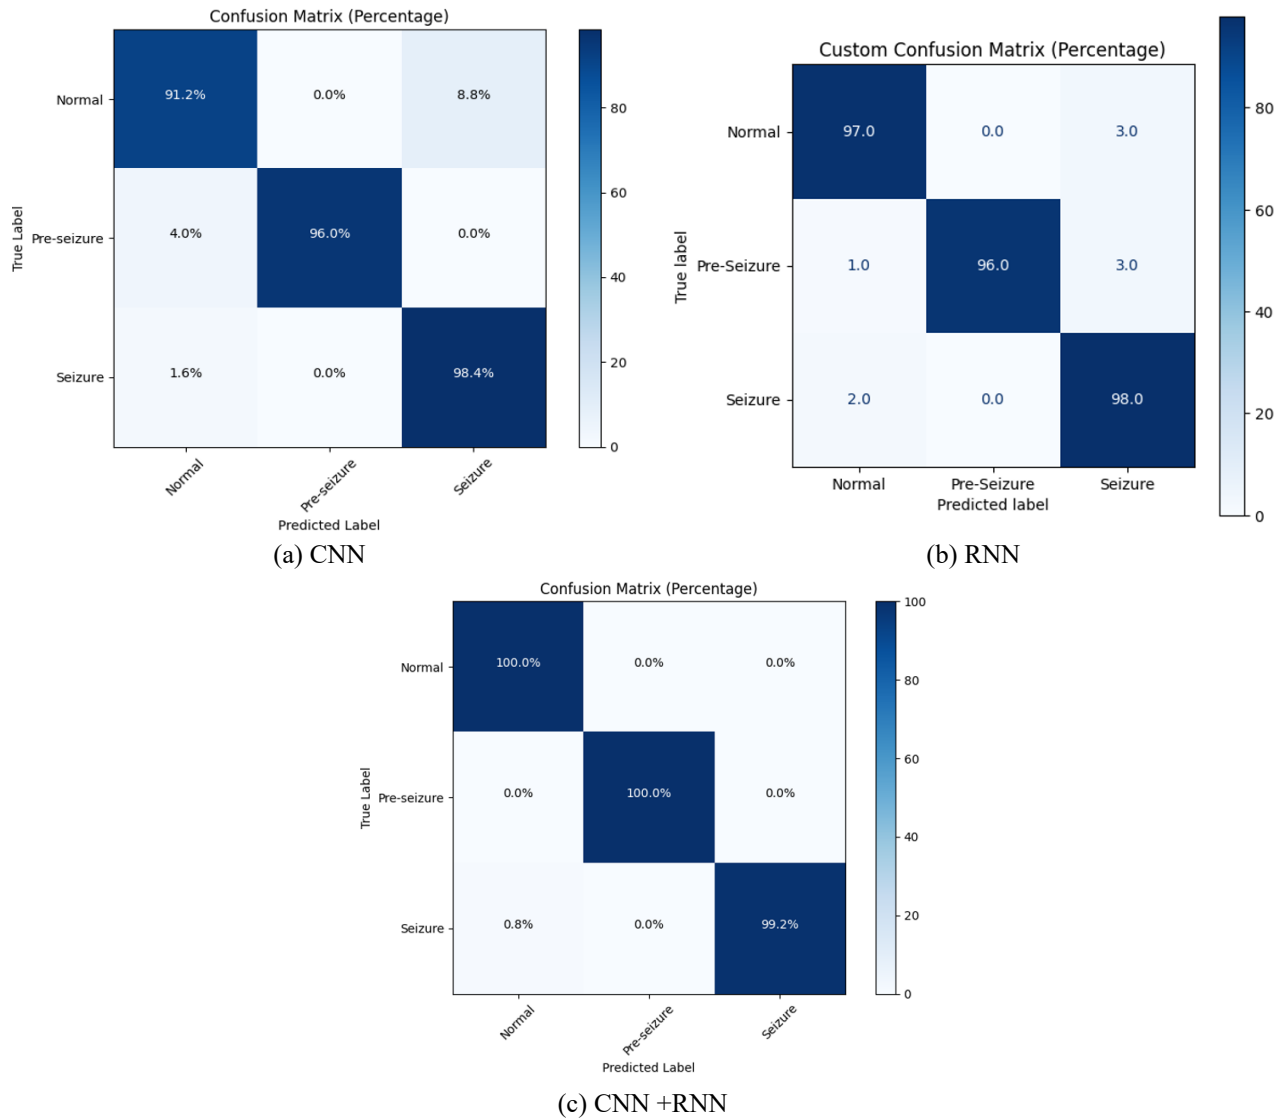 Confusion Matrix (Percentage)
True Label
Normal
91.2%
0.0%
8.8%
Pre-seizure
4.0%
96.0%
0.0%
Seizure
1.6%
0.0%
98.4%
Normal
Pre-seizure
Seizure
Predicted Label
80
60
40
20
0
(a) CNN
Custom Confusion Matrix (Percentage)
True label
Normal
97.0
0.0
3.0
Pre-Seizure
1.0
96.0
3.0
Seizure
2.0
0.0
98.0
Normal
Pre-Seizure
Seizure
Predicted label
80
60
40
20
0
(b) RNN
Confusion Matrix (Percentage)
True Label
Normal
100.0%
0.0%
0.0%
Pre-seizure
0.0%
100.0%
0.0%
Seizure
0.8%
0.0%
99.2%
Normal
Pre-seizure
Seizure
Predicted Label
100
80
60
40
20
0
(c) CNN +RNN